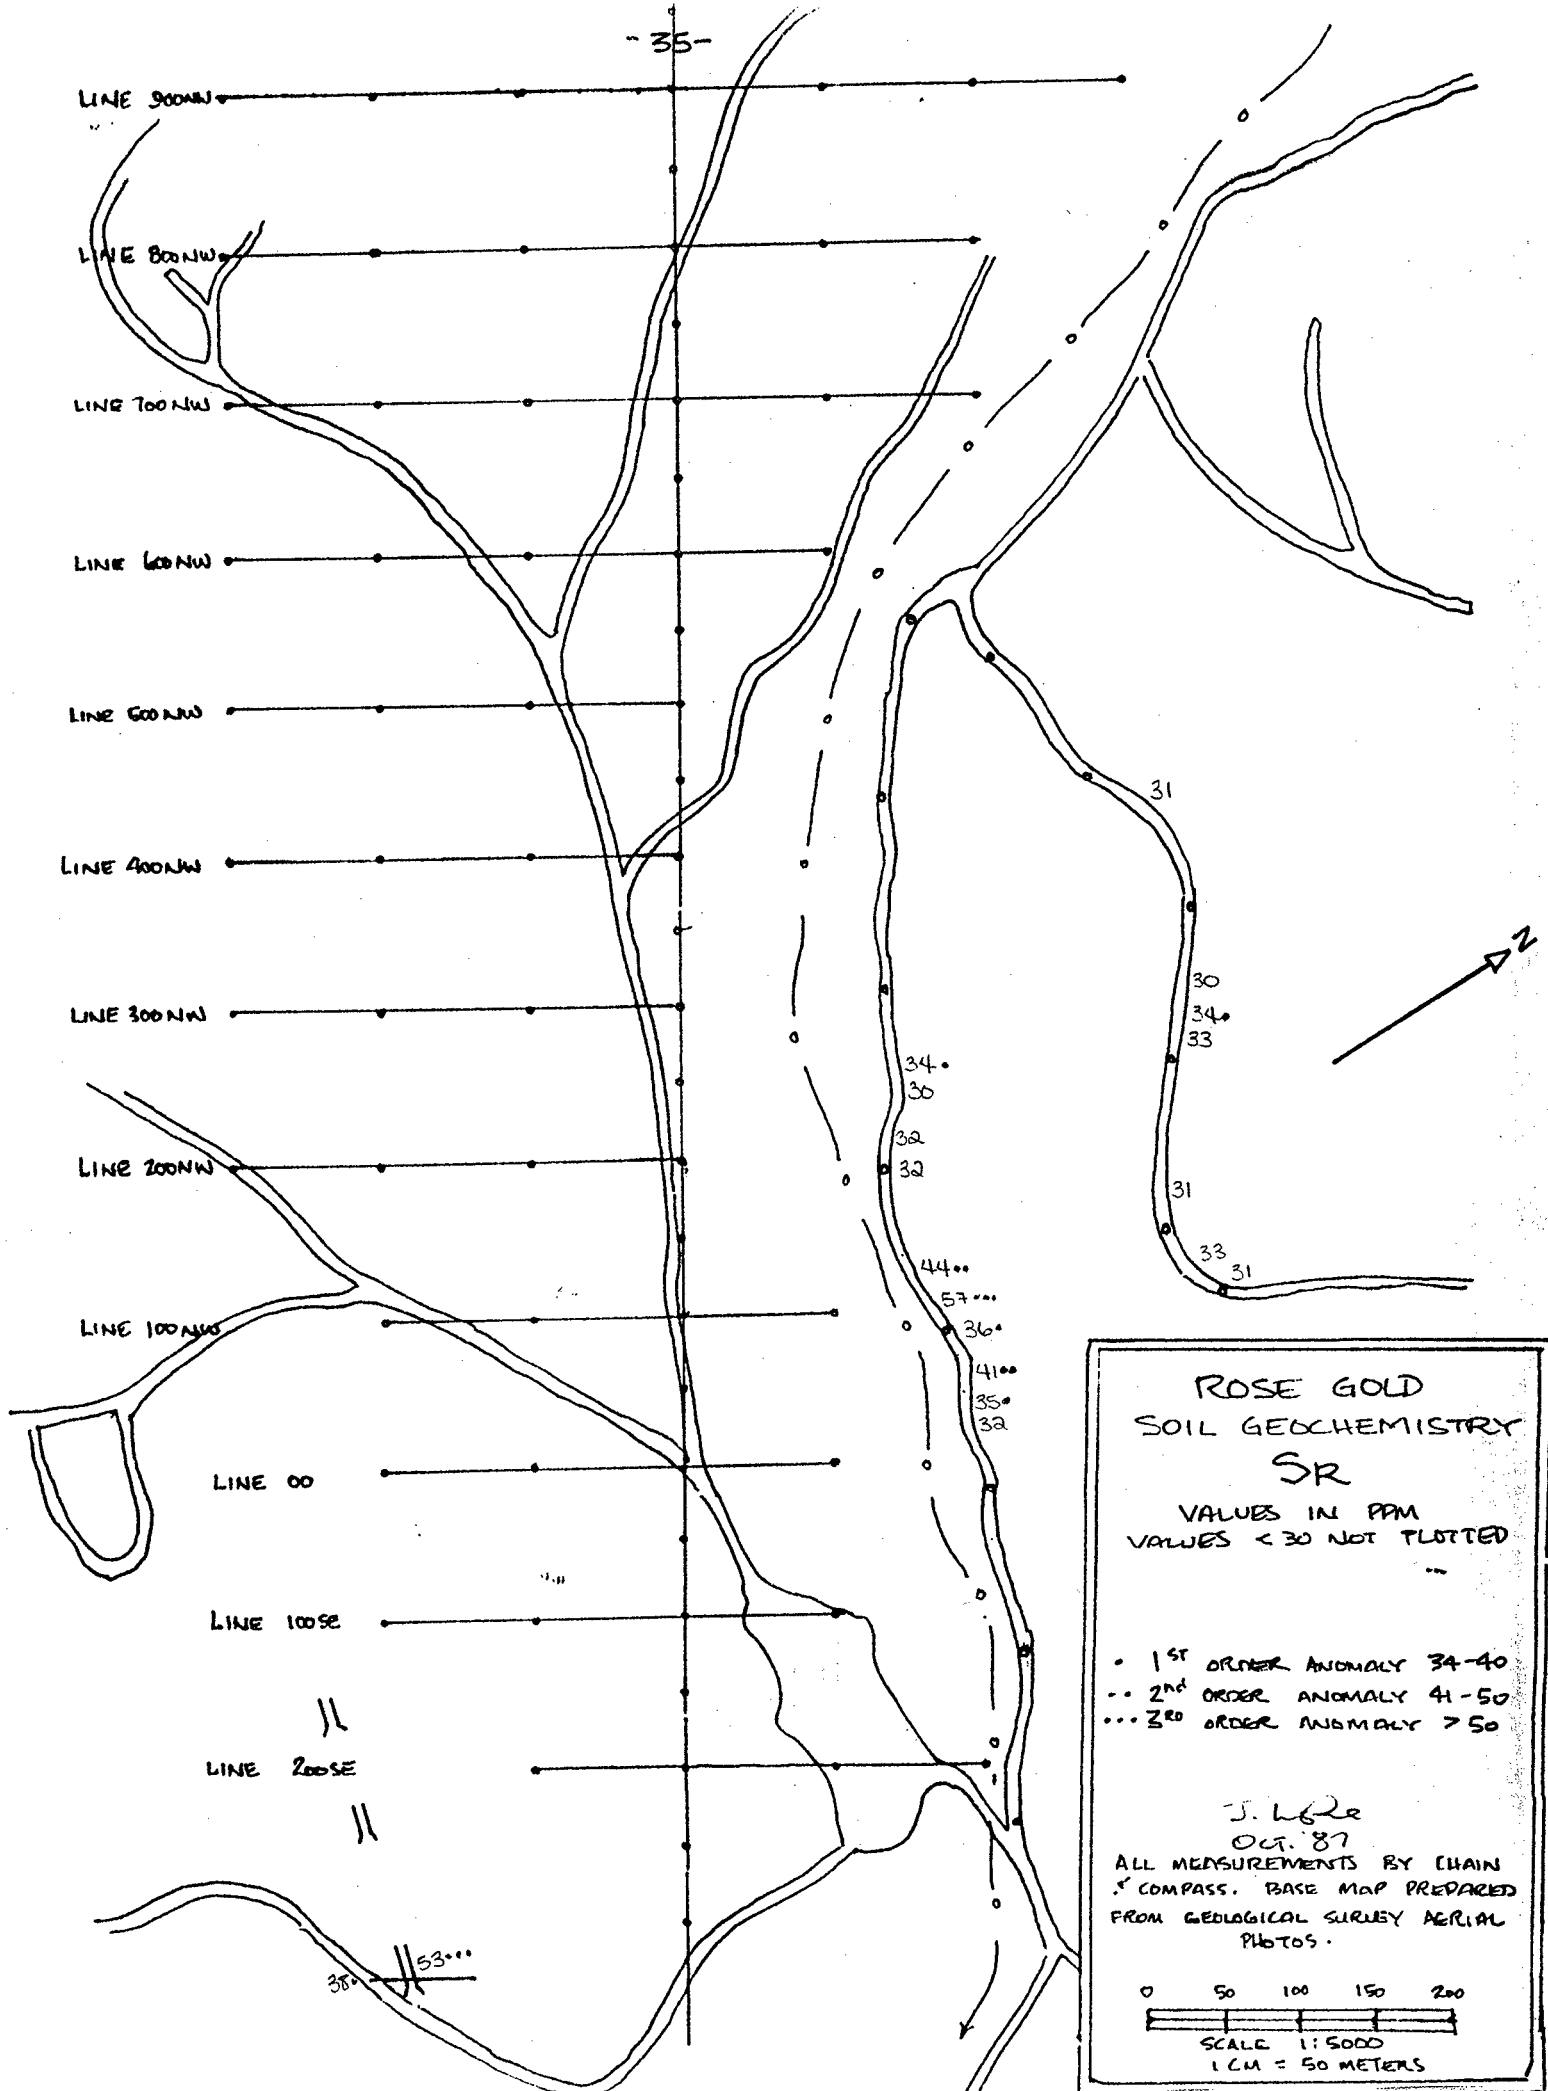 - 35 -
LINE 900NW
LINE 800NW
LINE 700NW
LINE 600NW
LINE 500NW
31
LINE 400NW
30
34.
LINE 300NW
33
34.
30
32
LINE 200NW
32
31
33
31
44..
57...
LINE 100NW
36.
41..
35.
32
LINE 00
LINE 100SE
LINE 200SE
53...
38.
ROSE GOLD
SOIL GEOCHEMISTRY
SR
VALUES IN PPM
VALUES < 30 NOT PLOTTED
. 1ST ORDER ANOMALY 34-40
.. 2nd ORDER ANOMALY 41-50
... 3RD ORDER ANOMALY >50
J.
OCT. '87
ALL MEASUREMENTS BY CHAIN
& COMPASS. BASE MAP PREPARED
FROM GEOLOGICAL SURVEY AERIAL
PHOTOS.
0 50 100 150 200
SCALE 1:5000
1 CM = 50 METERS
N